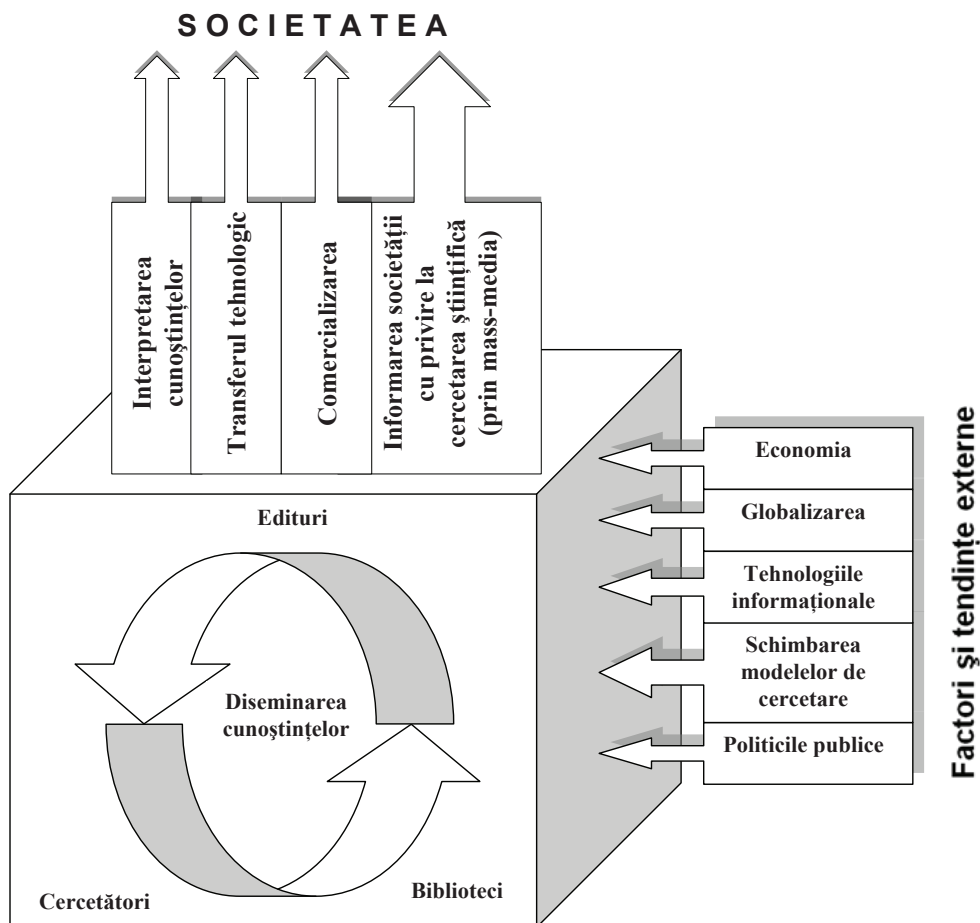 SOCIETATEA
Interpretarea
cunoştinţelor
Transferul tehnologic
Comercializarea
Informarea societăţii
cu privire la
cercetarea ştiinţifică
(prin mass-media)
Edituri
Diseminarea
cunoştinţelor
Cercetători
Biblioteci
Economia
Globalizarea
Tehnologiile
informaţionale
Schimbarea
modelelor de
cercetare
Politicile publice
Factori şi tendinţe externe